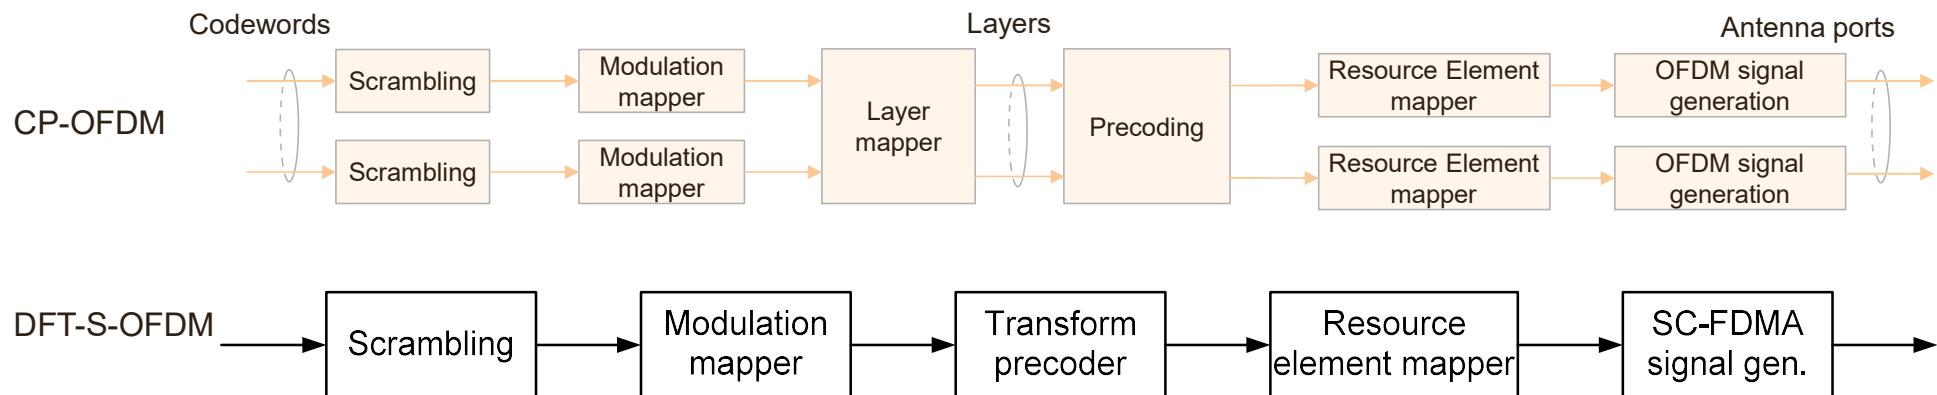 Codewords
Layers
Antenna ports
CP-OFDM
Scrambling
Modulation
mapper
Layer
mapper
Precoding
Resource Element
mapper
OFDM signal
generation
Scrambling
Modulation
mapper
Resource Element
mapper
OFDM signal
generation
DFT-S-OFDM
Scrambling
Modulation
mapper
Transform
precoder
Resource
element mapper
SC-FDMA
signal gen.